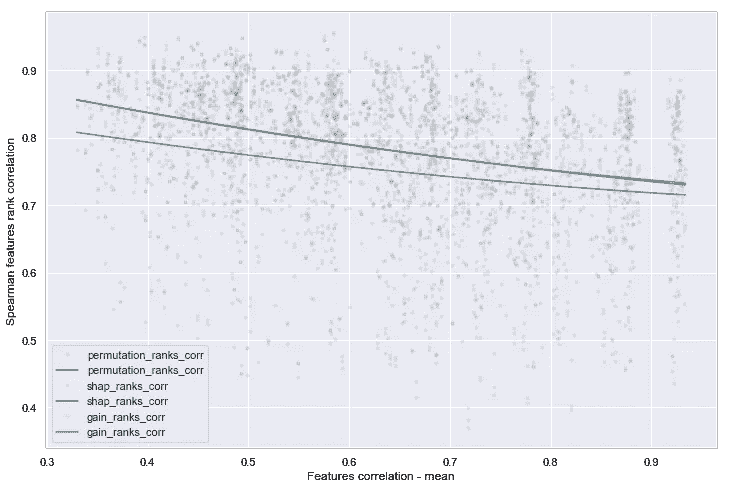 0.9
0.8
0.7
0.6
0.5
0.4
Spearman features rank correlation
permutation_ranks_corr
permutation_ranks_corr
shap_ranks_corr
shap_ranks_corr
gain_ranks_corr
gain_ranks_corr
0.3 0.4 0.5 0.6 0.7 0.8 0.9
Features correlation - mean